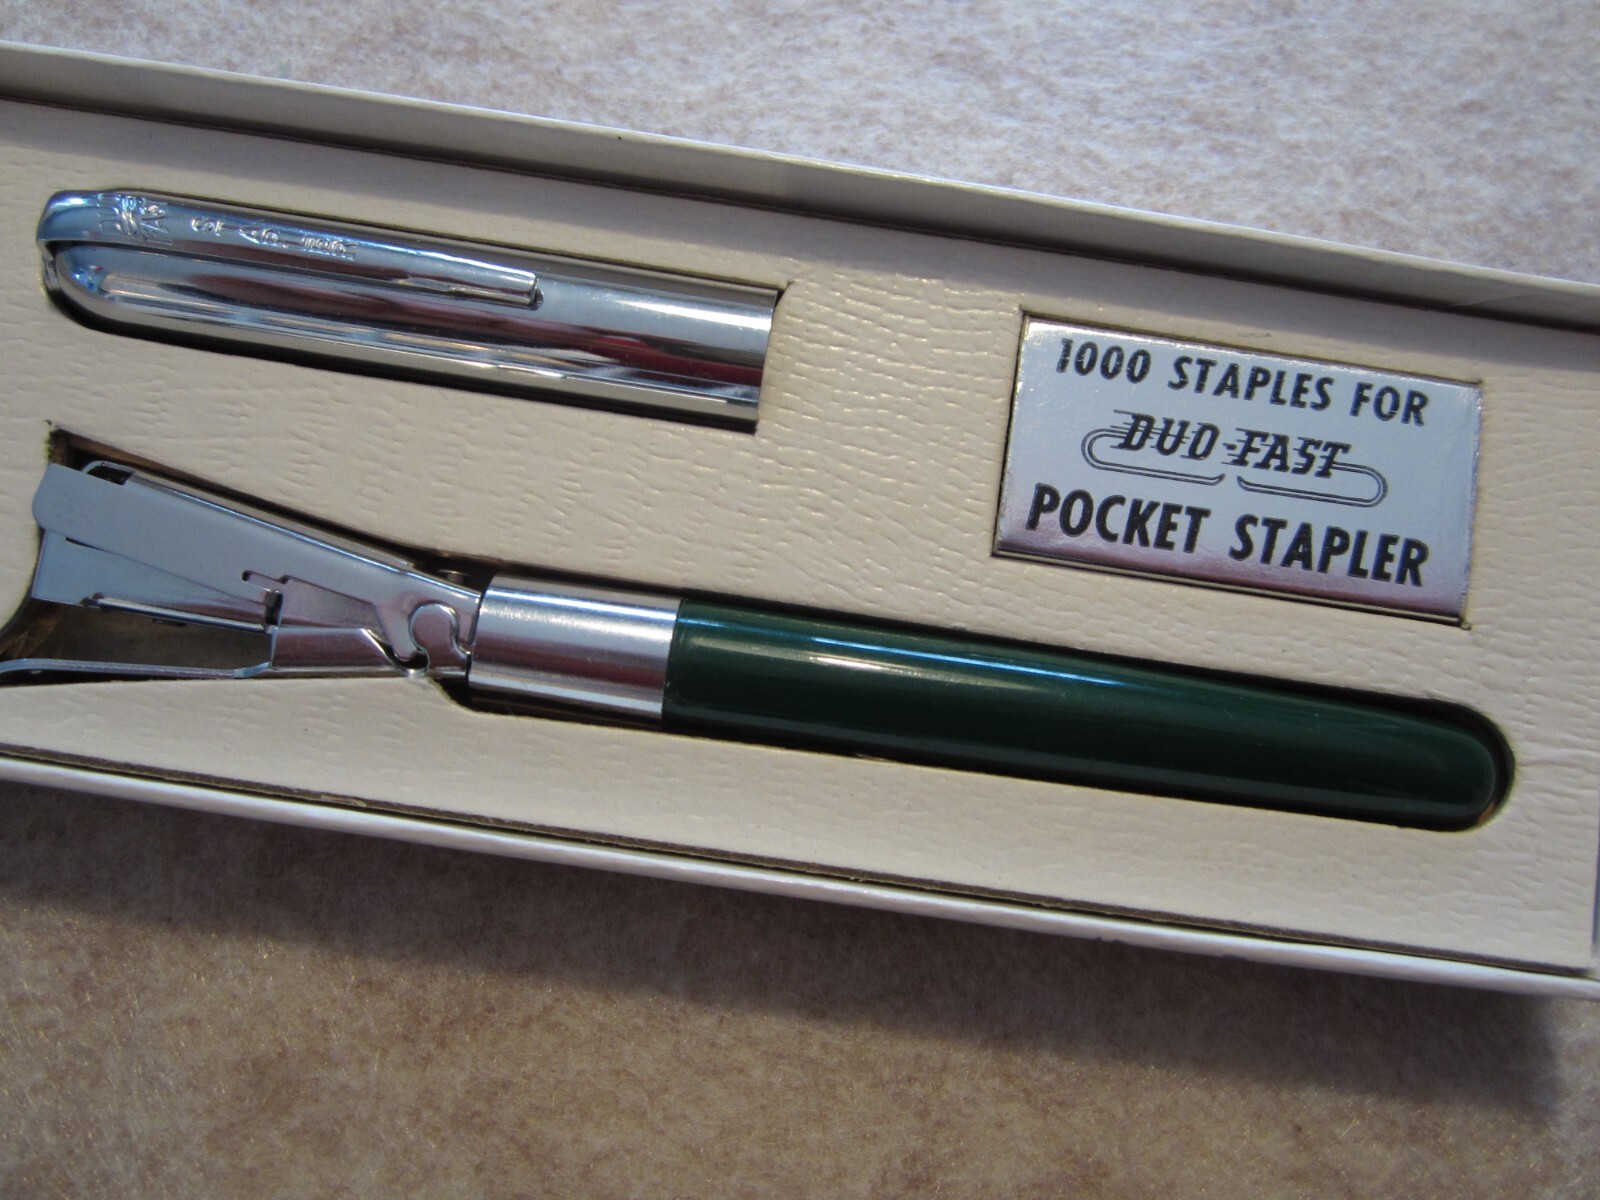 1000 STAPLES FOR
DUO-FAST
POCKET STAPLER